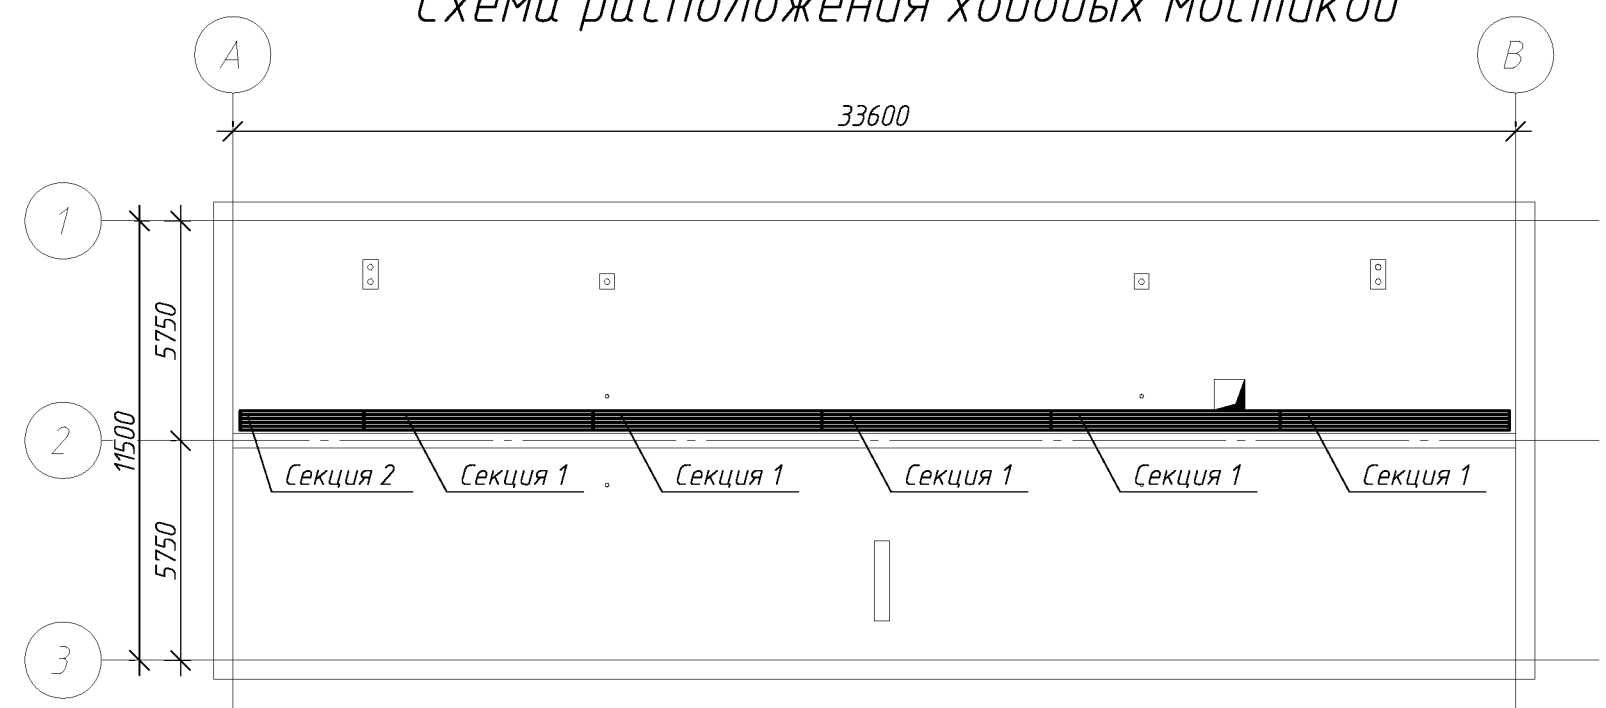 Схема расположения ходовых мостиков
А
В
33600
1
5750
2
11500
Секция 2
Секция 1
Секция 1
Секция 1
Секция 1
Секция 1
5750
3